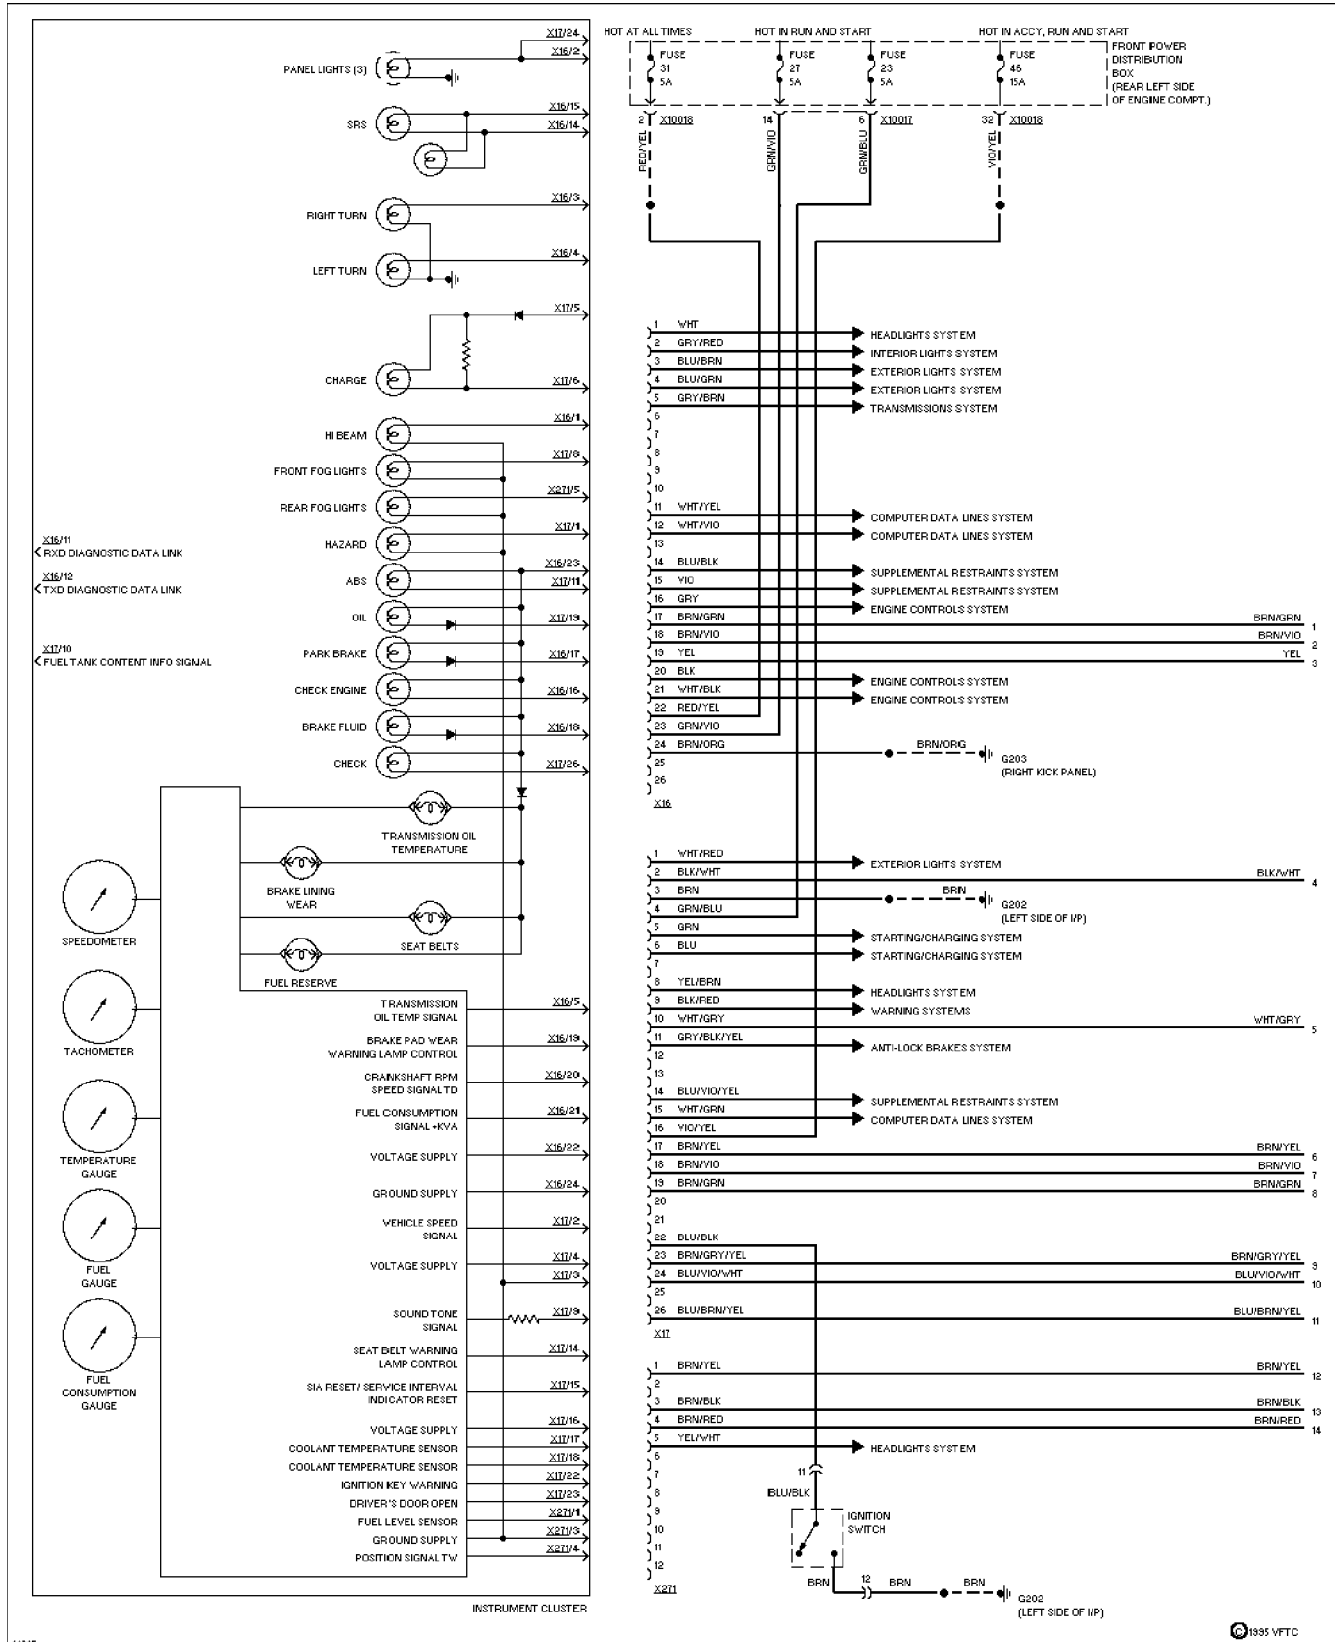 X17/24
X16/2
PANEL LIGHTS (3)
X16/15
SRS
X16/14
X16/3
RIGHT TURN
X16/4
LEFT TURN
X17/5
CHARGE
X17/6
X16/1
HI BEAM
X17/8
FRONT FOG LIGHTS
X271/5
REAR FOG LIGHTS
X17/1
HAZARD
X16/23
ABS
X17/11
OIL
X17/19
PARK BRAKE
X16/17
CHECK ENGINE
X16/16
BRAKE FLUID
X16/18
CHECK
X17/26
X16/11
RXD DIAGNOSTIC DATA LINK
X16/12
TXD DIAGNOSTIC DATA LINK
X17/10
FUEL TANK CONTENT INFO SIGNAL
TRANSMISSION OIL
TEMPERATURE
BRAKE LINING
WEAR
SEAT BELTS
FUEL RESERVE
SPEEDOMETER
TACHOMETER
TEMPERATURE
GAUGE
FUEL
GAUGE
FUEL
CONSUMPTION
GAUGE
TRANSMISSION
OIL TEMP SIGNAL
X16/5
BRAKE PAD WEAR
WARNING LAMP CONTROL
X16/19
CRANKSHAFT RPM
SPEED SIGNAL TD
X16/20
FUEL CONSUMPTION
SIGNAL +KVA
X16/21
VOLTAGE SUPPLY
X16/22
GROUND SUPPLY
X16/24
VEHICLE SPEED
SIGNAL
X17/2
VOLTAGE SUPPLY
X17/4
X17/3
SOUND TONE
SIGNAL
X17/9
SEAT BELT WARNING
LAMP CONTROL
X17/14
SIA RESET/ SERVICE INTERVAL
INDICATOR RESET
X17/15
VOLTAGE SUPPLY
X17/16
COOLANT TEMPERATURE SENSOR
X17/17
COOLANT TEMPERATURE SENSOR
X17/18
IGNITION KEY WARNING
X17/22
DRIVER'S DOOR OPEN
X17/23
FUEL LEVEL SENSOR
X271/1
GROUND SUPPLY
X271/3
POSITION SIGNAL TW
X271/4
INSTRUMENT CLUSTER
HOT AT ALL TIMES
HOT IN RUN AND START
HOT IN ACCY, RUN AND START
FUSE
31
5A
FUSE
27
5A
FUSE
23
5A
FUSE
46
15A
FRONT POWER
DISTRIBUTION
BOX
(REAR LEFT SIDE
OF ENGINE COMPT.)
2 X10018
14
6 X10017
32 X10018
RED/YEL
GRN/VIO
GRN/BLU
VIO/YEL
1 WHT
HEADLIGHTS SYSTEM
2 GRY/RED
INTERIOR LIGHTS SYSTEM
3 BLU/BRN
EXTERIOR LIGHTS SYSTEM
4 BLU/GRN
EXTERIOR LIGHTS SYSTEM
5 GRY/BRN
TRANSMISSIONS SYSTEM
6
7
8
9
10
11 WHT/YEL
COMPUTER DATA LINES SYSTEM
12 WHT/VIO
COMPUTER DATA LINES SYSTEM
13
14 BLU/BLK
SUPPLEMENTAL RESTRAINTS SYSTEM
15 VIO
SUPPLEMENTAL RESTRAINTS SYSTEM
16 GRY
ENGINE CONTROLS SYSTEM
17 BRN/GRN BRN/GRN 1
18 BRN/VIO BRN/VIO 2
19 YEL YEL 3
20 BLK
ENGINE CONTROLS SYSTEM
21 WHT/BLK
ENGINE CONTROLS SYSTEM
22 RED/YEL
23 GRN/VIO
24 BRN/ORG BRN/ORG
G203
(RIGHT KICK PANEL)
25
26
X16
1 WHT/RED
EXTERIOR LIGHTS SYSTEM
2 BLK/WHT BLK/WHT 4
3 BRN BRN
G202
(LEFT SIDE OF I/P)
4 GRN/BLU
5 GRN
STARTING/CHARGING SYSTEM
6 BLU
STARTING/CHARGING SYSTEM
7
8 YEL/BRN
HEADLIGHTS SYSTEM
9 BLK/RED
WARNING SYSTEMS
10 WHT/GRY WHT/GRY 5
11 GRY/BLK/YEL
ANTI-LOCK BRAKES SYSTEM
12
13
14 BLU/VIO/YEL
SUPPLEMENTAL RESTRAINTS SYSTEM
15 WHT/GRN
COMPUTER DATA LINES SYSTEM
16 VIO/YEL
17 BRN/YEL BRN/YEL 6
18 BRN/VIO BRN/VIO 7
19 BRN/GRN BRN/GRN 8
20
21
22 BLU/BLK
23 BRN/GRY/YEL BRN/GRY/YEL 9
24 BLU/VIO/WHT BLU/VIO/WHT 10
25
26 BLU/BRN/YEL BLU/BRN/YEL 11
X17
1 BRN/YEL BRN/YEL 12
2
3 BRN/BLK BRN/BLK 13
4 BRN/RED BRN/RED 14
5 YEL/WHT
HEADLIGHTS SYSTEM
6
7
8
9
10
11
12
X271
11
BLU/BLK
IGNITION
SWITCH
BRN 12 BRN BRN
G202
(LEFT SIDE OF I/P)
© 1995 VFTC